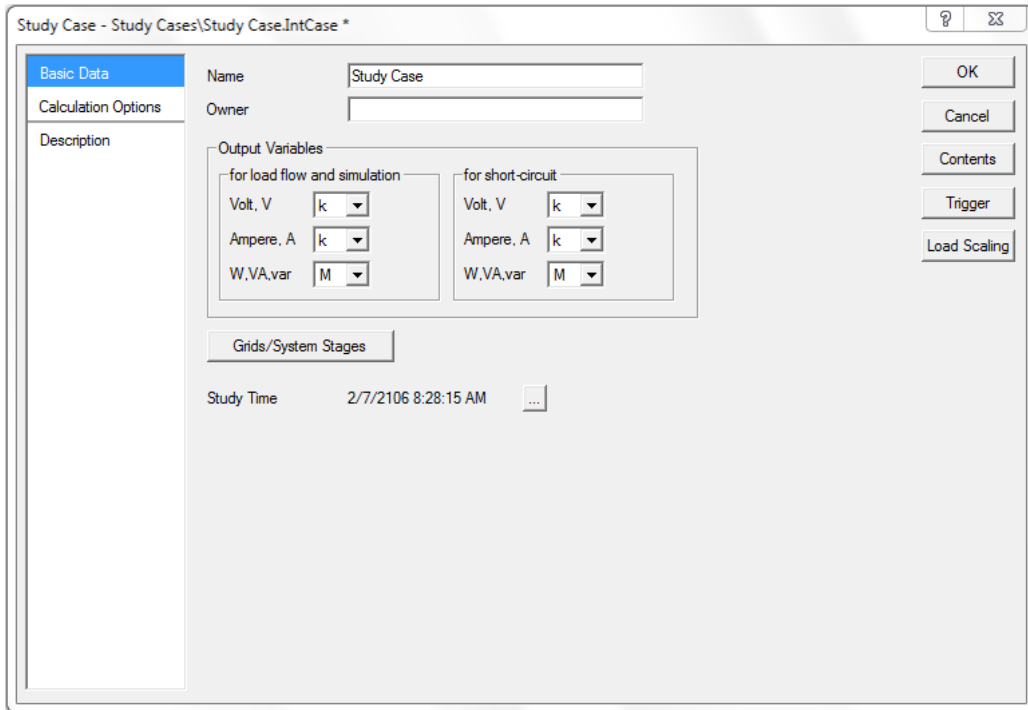 Study Case - Study Cases\Study Case.IntCase *
Basic Data
Calculation Options
Description
Name Study Case
Owner
Output Variables
for load flow and simulation
Volt, V k
Ampere, A k
W,VA,var M
for short-circuit
Volt, V k
Ampere, A k
W,VA,var M
Grids/System Stages
Study Time 2/7/2106 8:28:15 AM ...
OK
Cancel
Contents
Trigger
Load Scaling